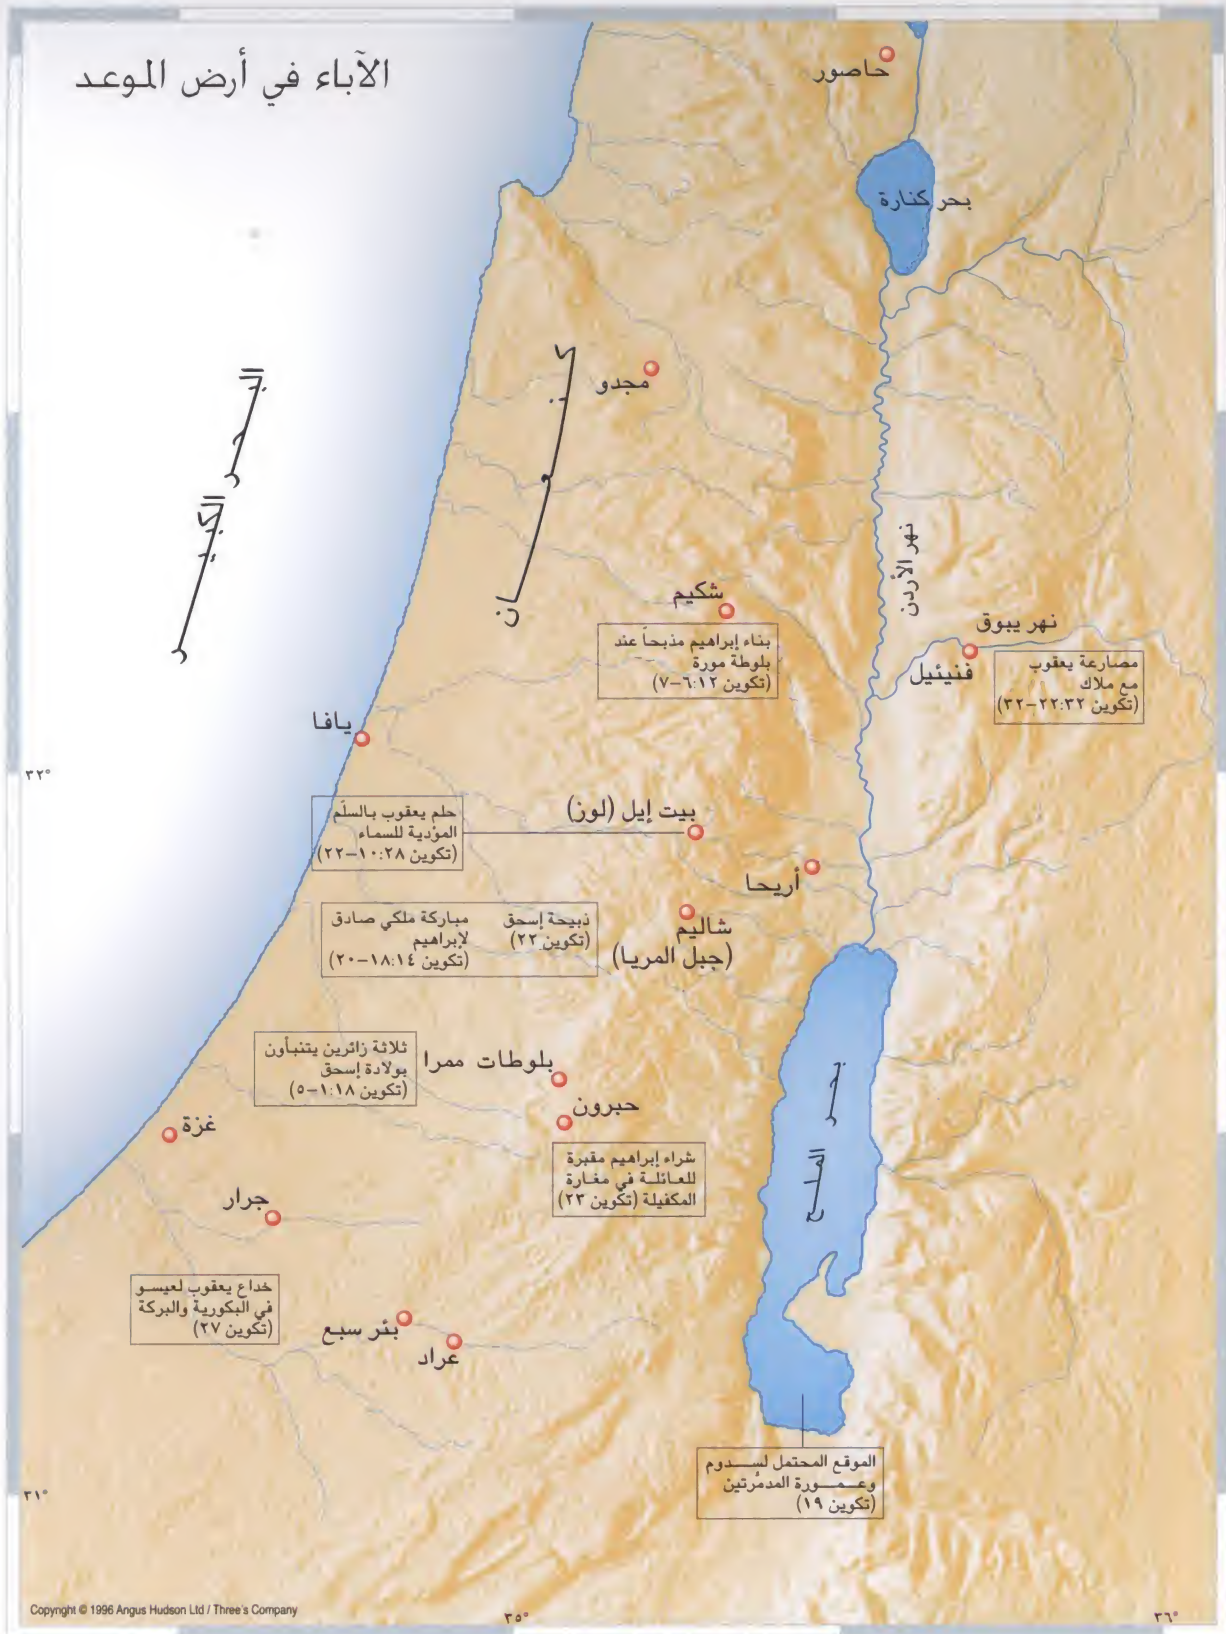 الآباء في أرض الموعد
حاصور
بحر كنارة
البحر الكبير
كنعان
مجدو
نهر الأردن
شكيم
بناء إبراهيم مذبحاً عند
بلوطة مورة
(تكوين ٦:١٢–٧)
نهر يبوق
فنيئيل
مصارعة يعقوب
مع ملاك
(تكوين ٢٢:٣٢–٣٢)
يافا
٣٢°
بيت إيل (لوز)
حلم يعقوب بالسلّم
المؤدية للسماء
(تكوين ١٠:٢٨–٢٢)
أريحا
شاليم
(جبل المريا)
ذبيحة إسحق
(تكوين ٢٢)
مباركة ملكي صادق
لإبراهيم
(تكوين ١٨:١٤–٢٠)
بلوطات ممرا
ثلاثة زائرين يتنبأون
بولادة إسحق
(تكوين ١:١٨–٥)
حبرون
شراء إبراهيم مقبرة
للعائلة في مغارة
المكفيلة (تكوين ٢٣)
بحر الملح
غزة
جرار
خداع يعقوب لعيسو
في البكورية والبركة
(تكوين ٢٧)
بئر سبع
عراد
الموقع المحتمل لسدوم
وعمورة المدمّرتين
(تكوين ١٩)
٣١°
Copyright © 1996 Angus Hudson Ltd / Three's Company
٣٥°
٣٦°